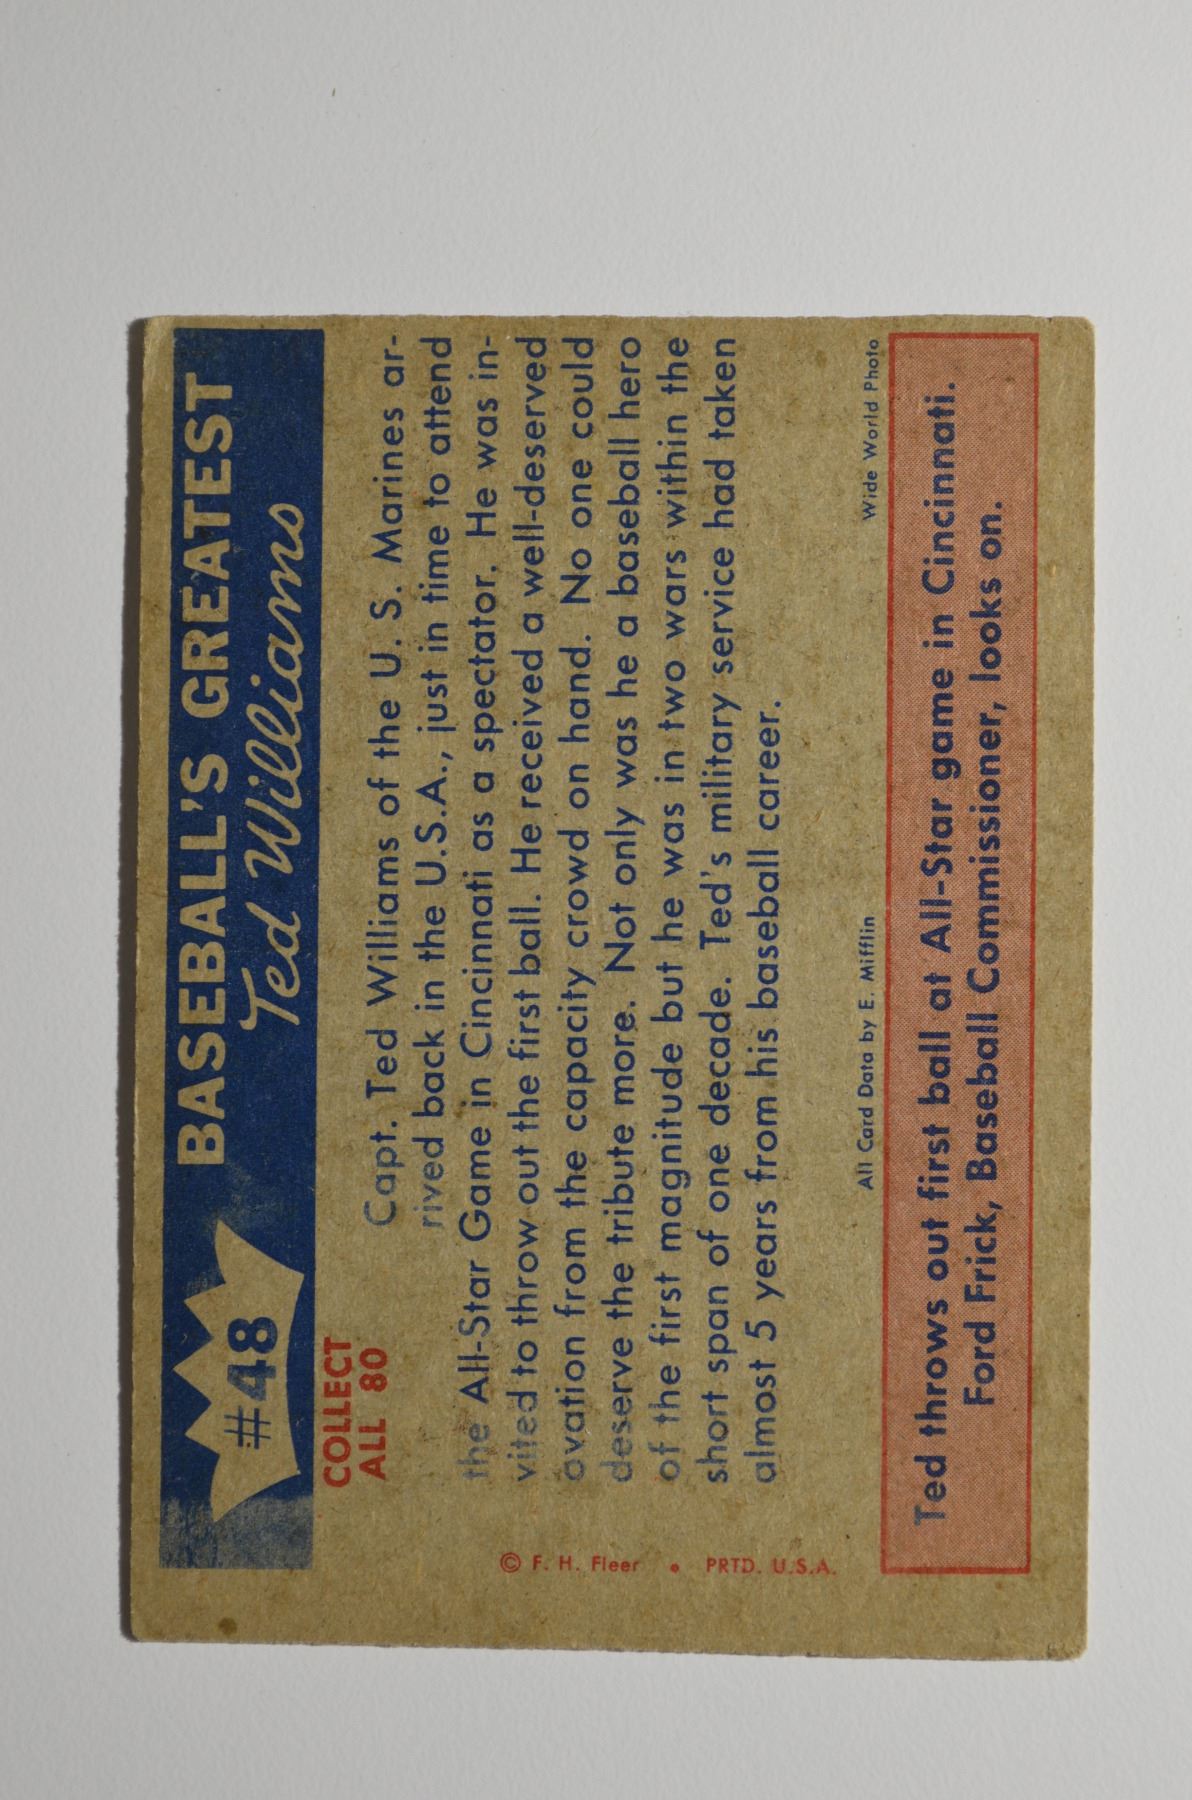 #48
BASEBALL'S GREATEST
Ted Williams
COLLECT
ALL 80
Capt. Ted Williams of the U. S. Marines ar-
rived back in the U.S.A., just in time to attend
the All-Star Game in Cincinnati as a spectator. He was in-
vited to throw out the first ball. He received a well-deserved
ovation from the capacity crowd on hand. No one could
deserve the tribute more. Not only was he a baseball hero
of the first magnitude but he was in two wars within the
short span of one decade. Ted's military service had taken
almost 5 years from his baseball career.
© F. H. Fleer • PRTD. U.S.A.
All Card Data by E. Mifflin
Wide World Photo
Ted throws out first ball at All-Star game in Cincinnati.
Ford Frick, Baseball Commissioner, looks on.